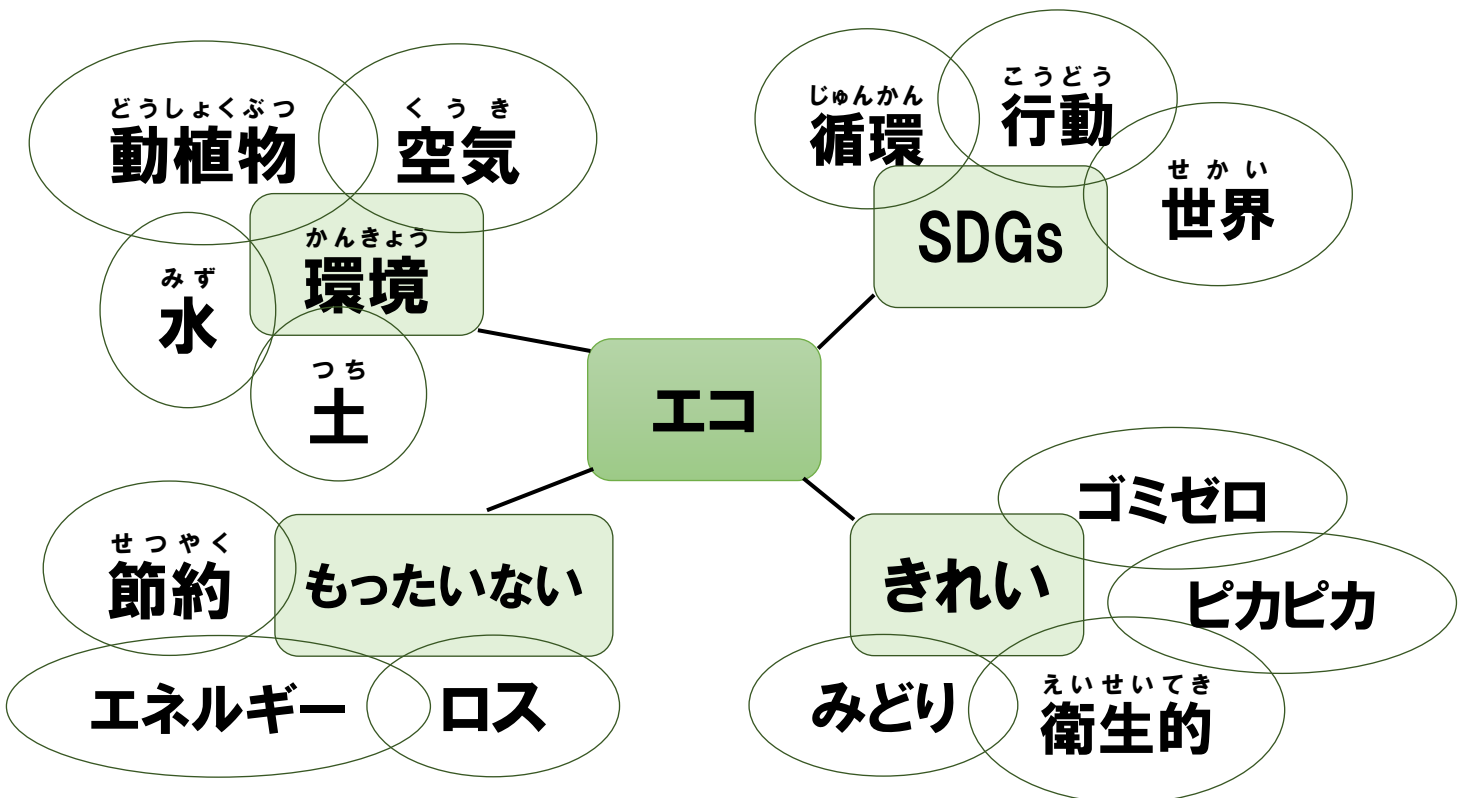 どうしょくぶつ
動植物
くうき
空気
みず
水
かんきょう
環境
つち
土
じゅんかん
循環
こうどう
行動
せかい
世界
SDGs
エコ
せつやく
節約
もったいない
エネルギー
ロス
きれい
ゴミゼロ
ピカピカ
みどり
えいせいてき
衛生的